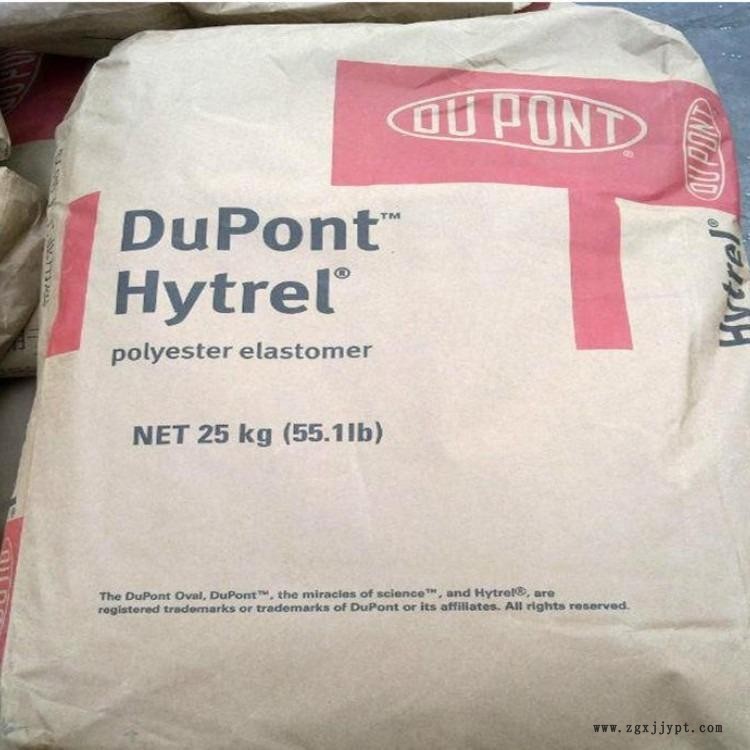 DU PONT®
DU PONT
DuPont™
Hytrel®
Hytrel®
polyester elastomer
NET 25 kg (55.1lb)
The DuPont Oval, DuPont™, the miracles of science™, and Hytrel®, are
registered trademarks or trademarks of DuPont or its affiliates. All rights reserved.
www.zgxjjypt.com